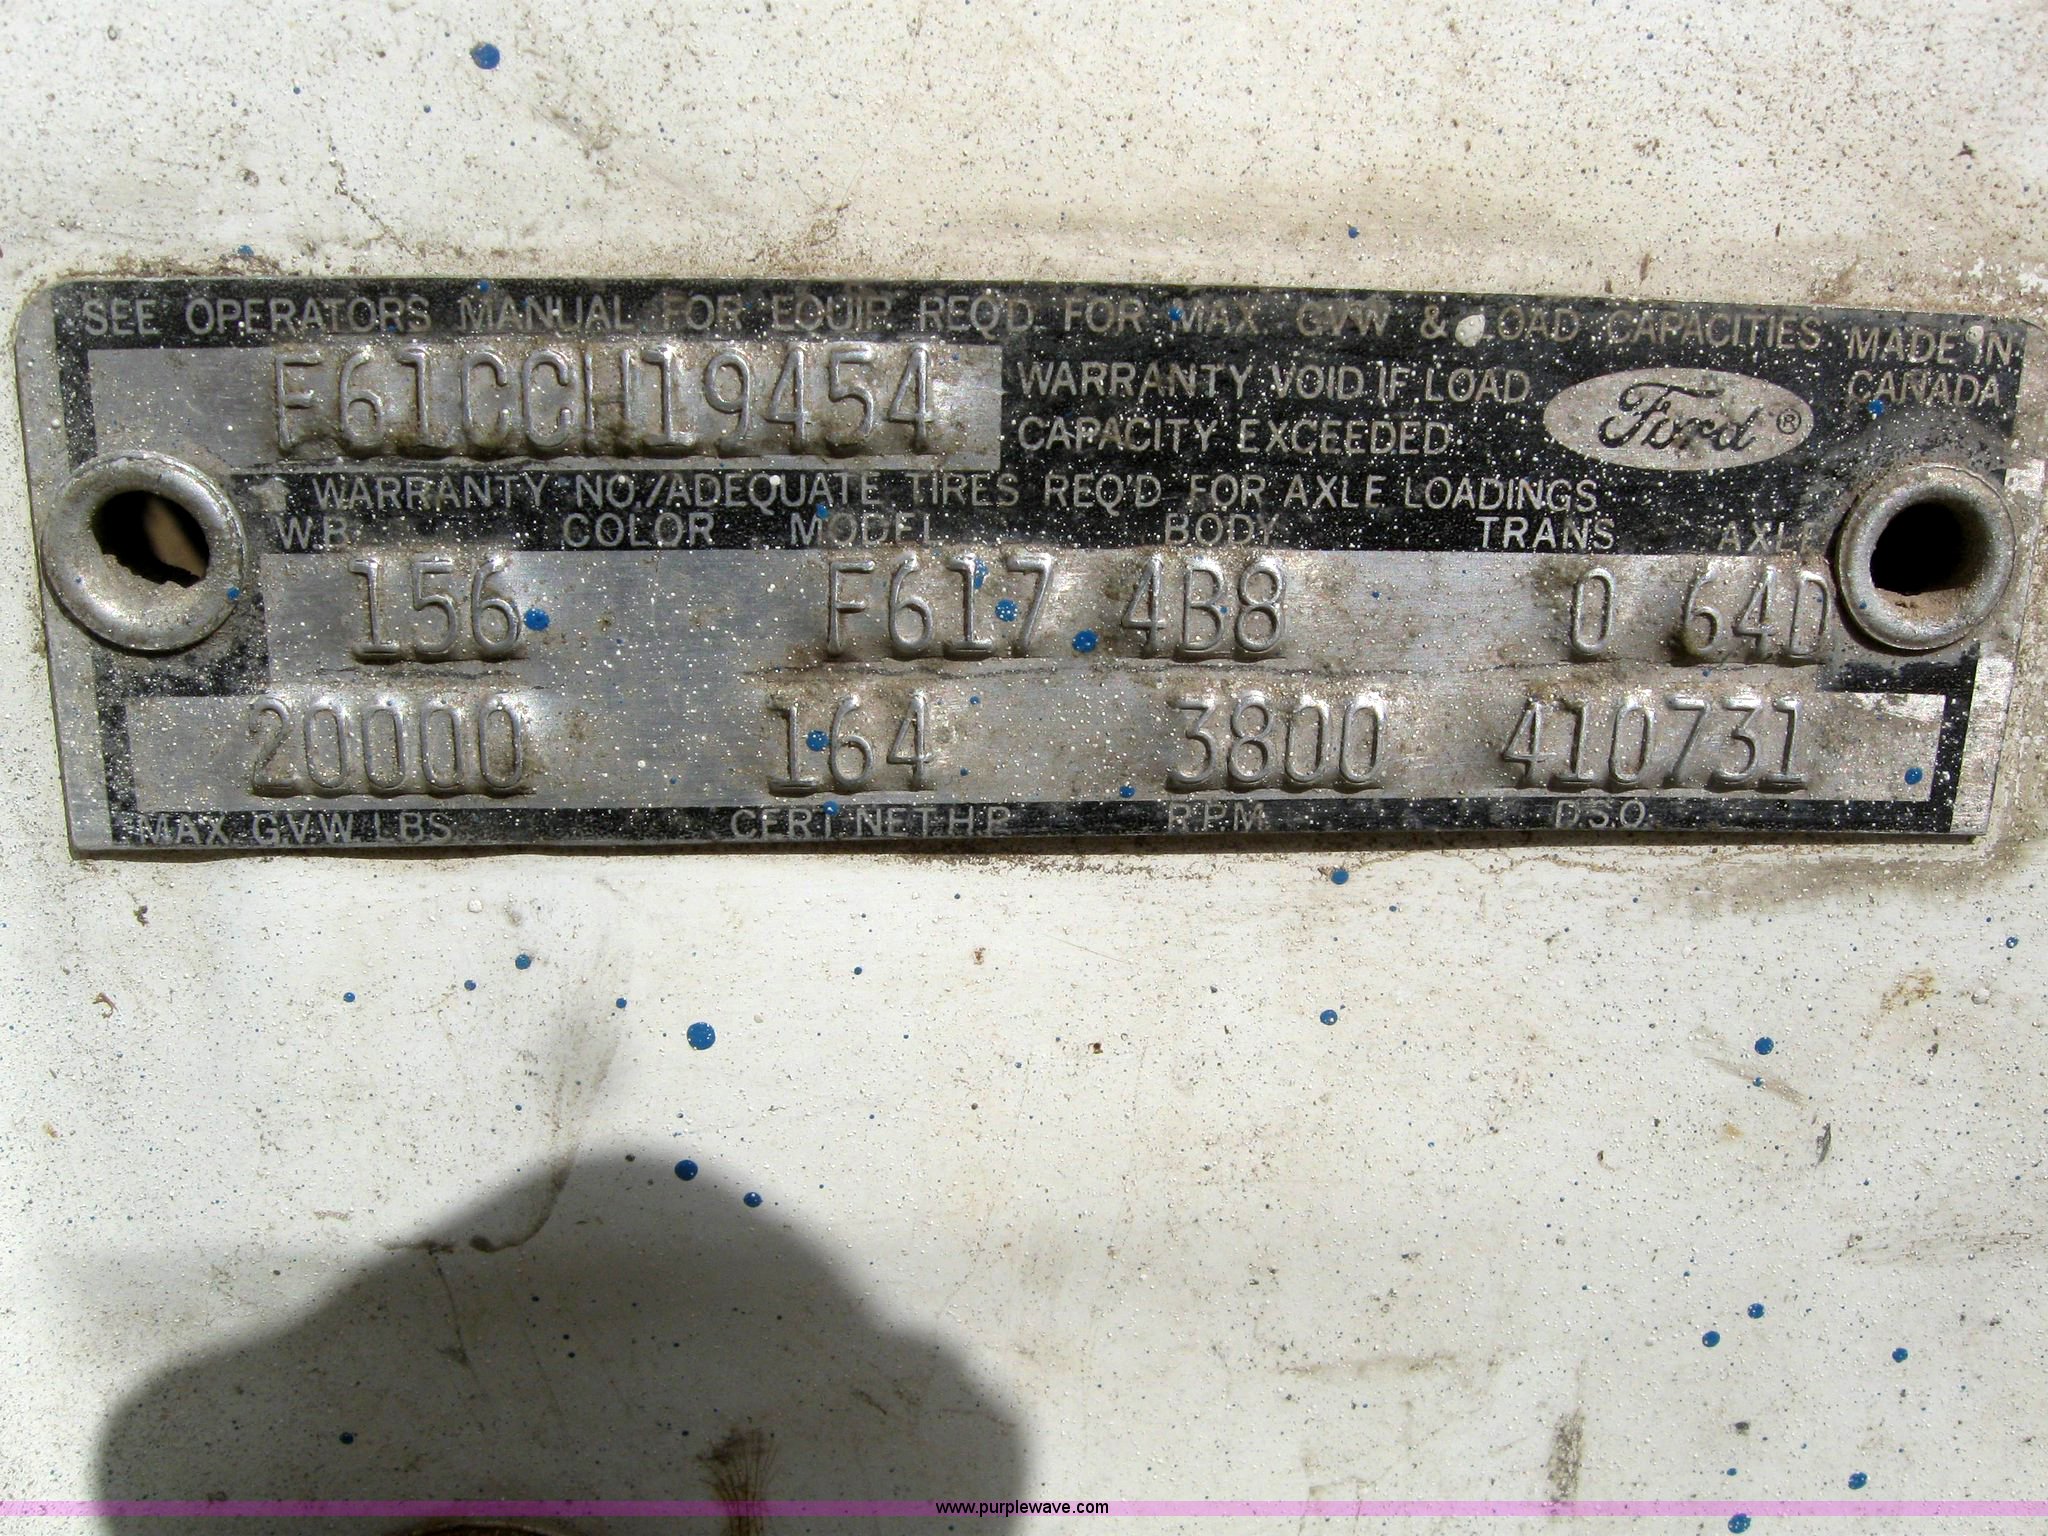 SEE OPERATORS MANUAL FOR EQUIP. REQ'D FOR MAX. GVW & LOAD CAPACITIES MADE IN CANADA
F61CCH19454
WARRANTY VOID IF LOAD
CAPACITY EXCEEDED
Ford ®
WARRANTY NO./ADEQUATE TIRES REQ'D FOR AXLE LOADINGS
W.B. COLOR MODEL BODY TRANS AXLE
156 F617 4B8 0 64D
20000 164 3800 410731
MAX. G.V.W. LBS. CERT. NET H.P. R.P.M. D.S.O.
www.purplewave.com